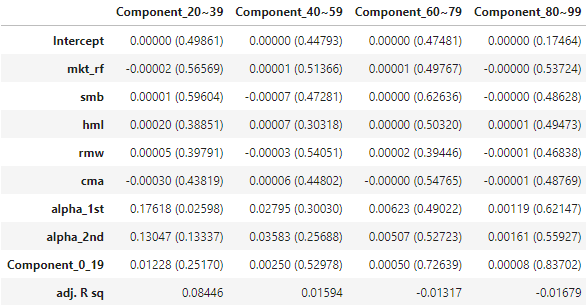 Component_20~39 Component_40~59 Component_60~79 Component_80~99
Intercept 0.00000 (0.49861) 0.00000 (0.44793) 0.00000 (0.47481) 0.00000 (0.17464)
mkt_rf -0.00002 (0.56569) 0.00001 (0.51366) 0.00001 (0.49767) -0.00000 (0.53724)
smb 0.00001 (0.59604) -0.00007 (0.47281) 0.00000 (0.62636) -0.00000 (0.48628)
hml 0.00020 (0.38851) 0.00007 (0.30318) 0.00000 (0.50320) 0.00001 (0.49473)
rmw 0.00005 (0.39791) -0.00003 (0.54051) 0.00002 (0.39446) -0.00001 (0.46838)
cma -0.00030 (0.43819) 0.00006 (0.44802) -0.00000 (0.54765) -0.00001 (0.48769)
alpha_1st 0.17618 (0.02598) 0.02795 (0.30030) 0.00623 (0.49022) 0.00119 (0.62147)
alpha_2nd 0.13047 (0.13337) 0.03583 (0.25688) 0.00507 (0.52723) 0.00161 (0.55927)
Component_0_19 0.01228 (0.25170) 0.00250 (0.52978) 0.00050 (0.72639) 0.00008 (0.83702)
adj. R sq 0.08446 0.01594 -0.01317 -0.01679